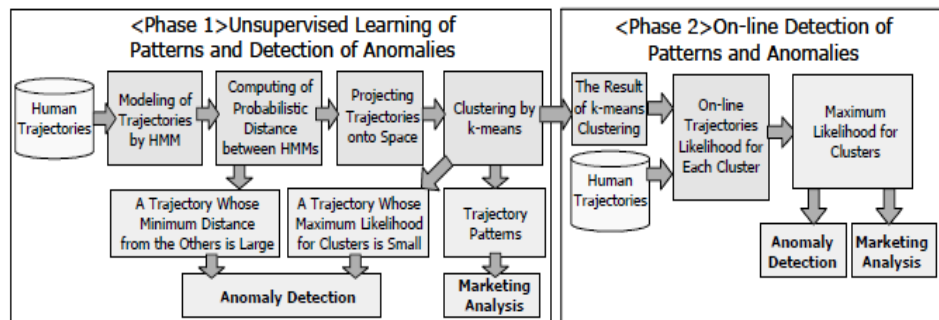 <Phase 1>Unsupervised Learning of
Patterns and Detection of Anomalies
Human
Trajectories
Modeling of
Trajectories
by HMM
Computing of
Probabilistic
Distance
between HMMs
Projecting
Trajectories
onto Space
Clustering by
k-means
A Trajectory Whose
Minimum Distance
from the Others is Large
A Trajectory Whose
Maximum Likelihood
for Clusters is Small
Trajectory
Patterns
Anomaly Detection
Marketing
Analysis
<Phase 2>On-line Detection of
Patterns and Anomalies
The Result
of k-means
Clustering
Human
Trajectories
On-line
Trajectories
Likelihood for
Each Cluster
Maximum
Likelihood for
Clusters
Anomaly
Detection
Marketing
Analysis